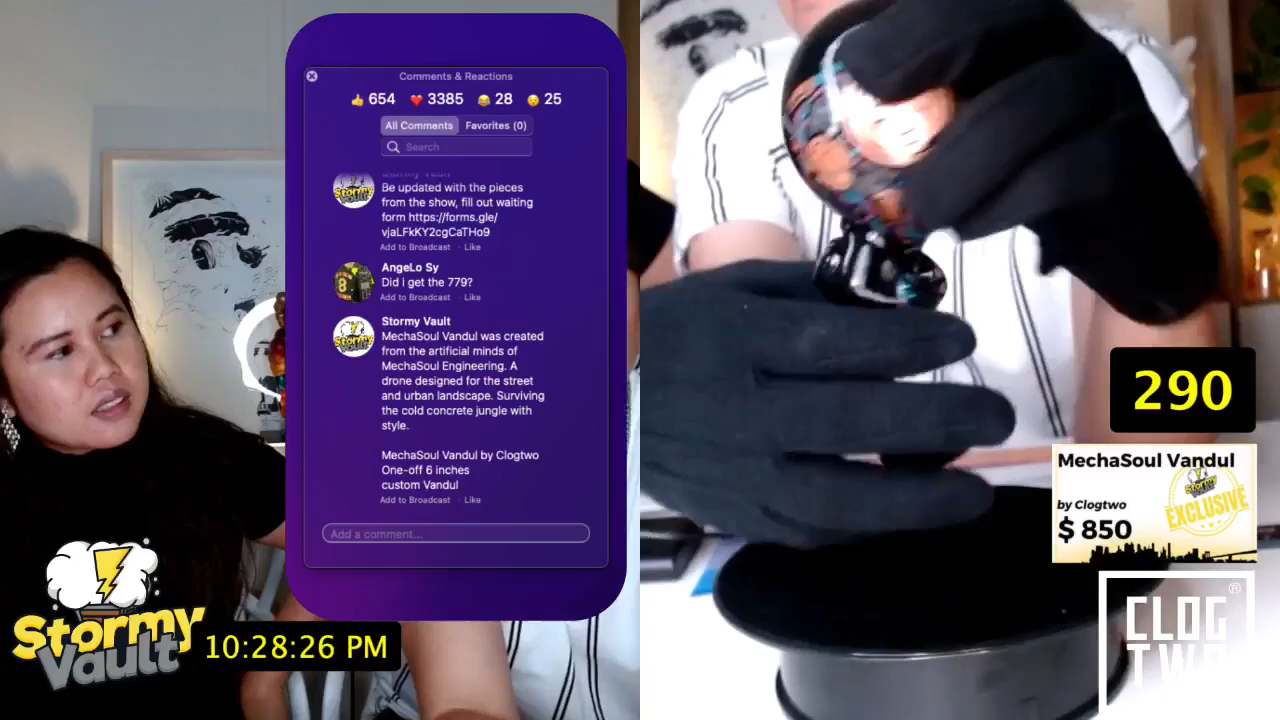 Comments & Reactions
👍 654 ❤️ 3385 😂 28 😮 25
All Comments Favorites (0)
Search
Stormy Vault
Be updated with the pieces
from the show, fill out waiting
form https://forms.gle/
vjaLFkKY2cgCaTHo9
Add to Broadcast · Like
AngeLo Sy
Did I get the 779?
Add to Broadcast · Like
Stormy Vault
MechaSoul Vandul was created
from the artificial minds of
MechaSoul Engineering. A
drone designed for the street
and urban landscape. Surviving
the cold concrete jungle with
style.
MechaSoul Vandul by Clogtwo
One-off 6 inches
custom Vandul
Add to Broadcast · Like
Add a comment...
Stormy
Vault
10:28:26 PM
290
MechaSoul Vandul
by Clogtwo
$ 850
Stormy
Vault
EXCLUSIVE
CLOG
TWO
®